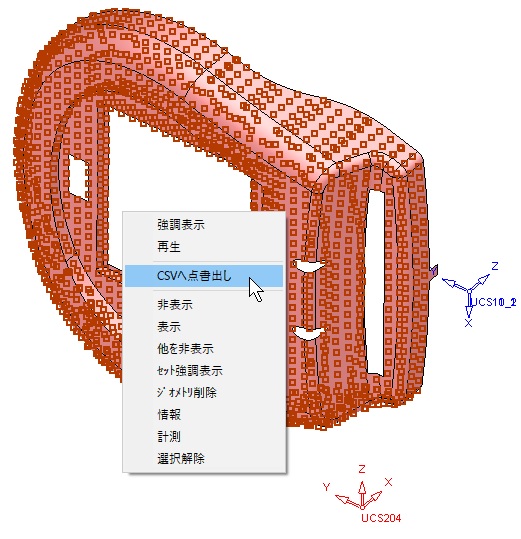 強調表示
再生
CSVへ点書出し
非表示
表示
他を非表示
ｾｯﾄ強調表示
ｼﾞｵﾒﾄﾘ削除
情報
計測
選択解除
Z
X
Z
Y
X
UCS204